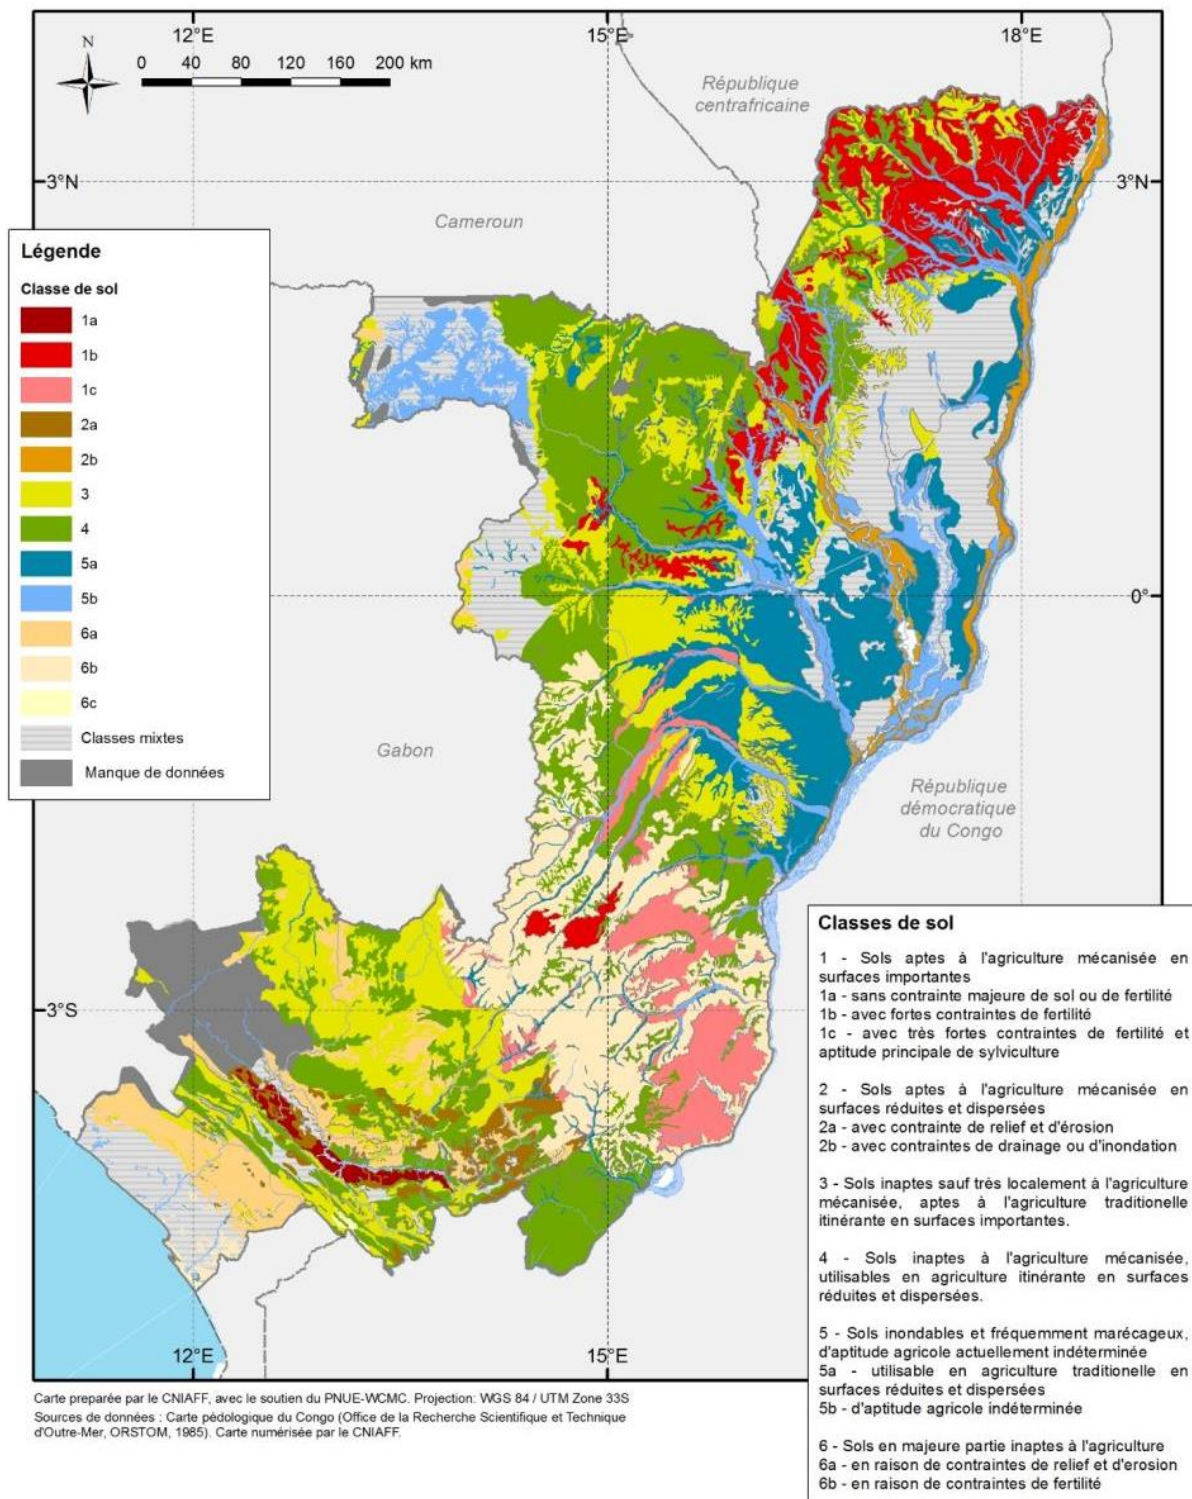 12°E
15°E
18°E
N
0 40 80 120 160 200 km
République
centrafricaine
3°N
3°N
Cameroun
Légende
Classe de sol
1a
1b
1c
2a
2b
3
4
5a
5b
6a
6b
6c
Classes mixtes
Manque de données
0°
Gabon
République
démocratique
du Congo
3°S
12°E
15°E
Classes de sol
1 - Sols aptes à l'agriculture mécanisée en
surfaces importantes
1a - sans contrainte majeure de sol ou de fertilité
1b - avec fortes contraintes de fertilité
1c - avec très fortes contraintes de fertilité et
aptitude principale de sylviculture
2 - Sols aptes à l'agriculture mécanisée en
surfaces réduites et dispersées
2a - avec contrainte de relief et d'érosion
2b - avec contraintes de drainage ou d'inondation
3 - Sols inaptes sauf très localement à l'agriculture
mécanisée, aptes à l'agriculture traditionelle
itinérante en surfaces importantes.
4 - Sols inaptes à l'agriculture mécanisée,
utilisables en agriculture itinérante en surfaces
réduites et dispersées.
5 - Sols inondables et fréquemment marécageux,
d'aptitude agricole actuellement indéterminée
5a - utilisable en agriculture traditionelle en
surfaces réduites et dispersées
5b - d'aptitude agricole indéterminée
6 - Sols en majeure partie inaptes à l'agriculture
6a - en raison de contraintes de relief et d'erosion
6b - en raison de contraintes de fertilité
Carte preparée par le CNIAFF, avec le soutien du PNUE-WCMC. Projection: WGS 84 / UTM Zone 33S
Sources de données : Carte pédologique du Congo (Office de la Recherche Scientifique et Technique
d'Outre-Mer, ORSTOM, 1985). Carte numérisée par le CNIAFF.